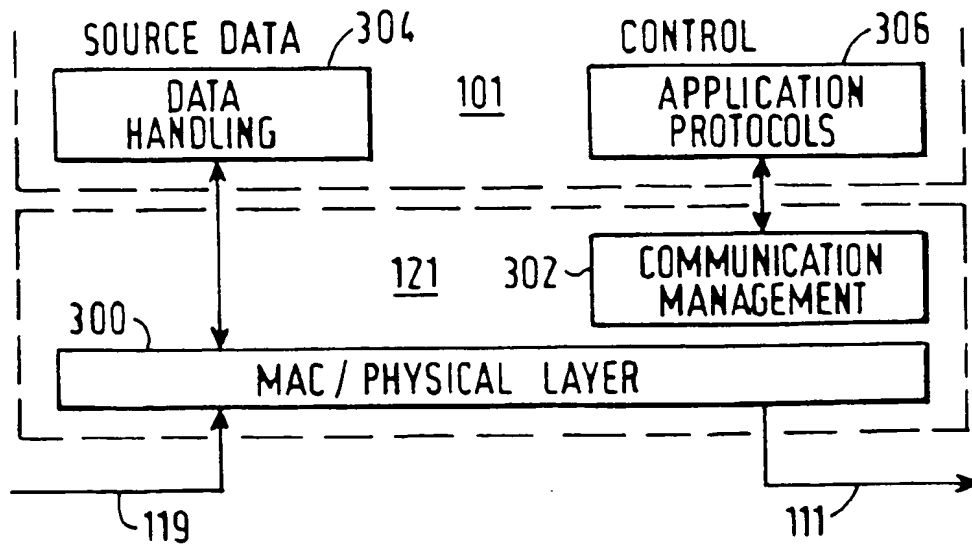 SOURCE DATA
304
CONTROL
306
DATA
HANDLING
101
APPLICATION
PROTOCOLS
121
302
COMMUNICATION
MANAGEMENT
300
MAC / PHYSICAL LAYER
119
111